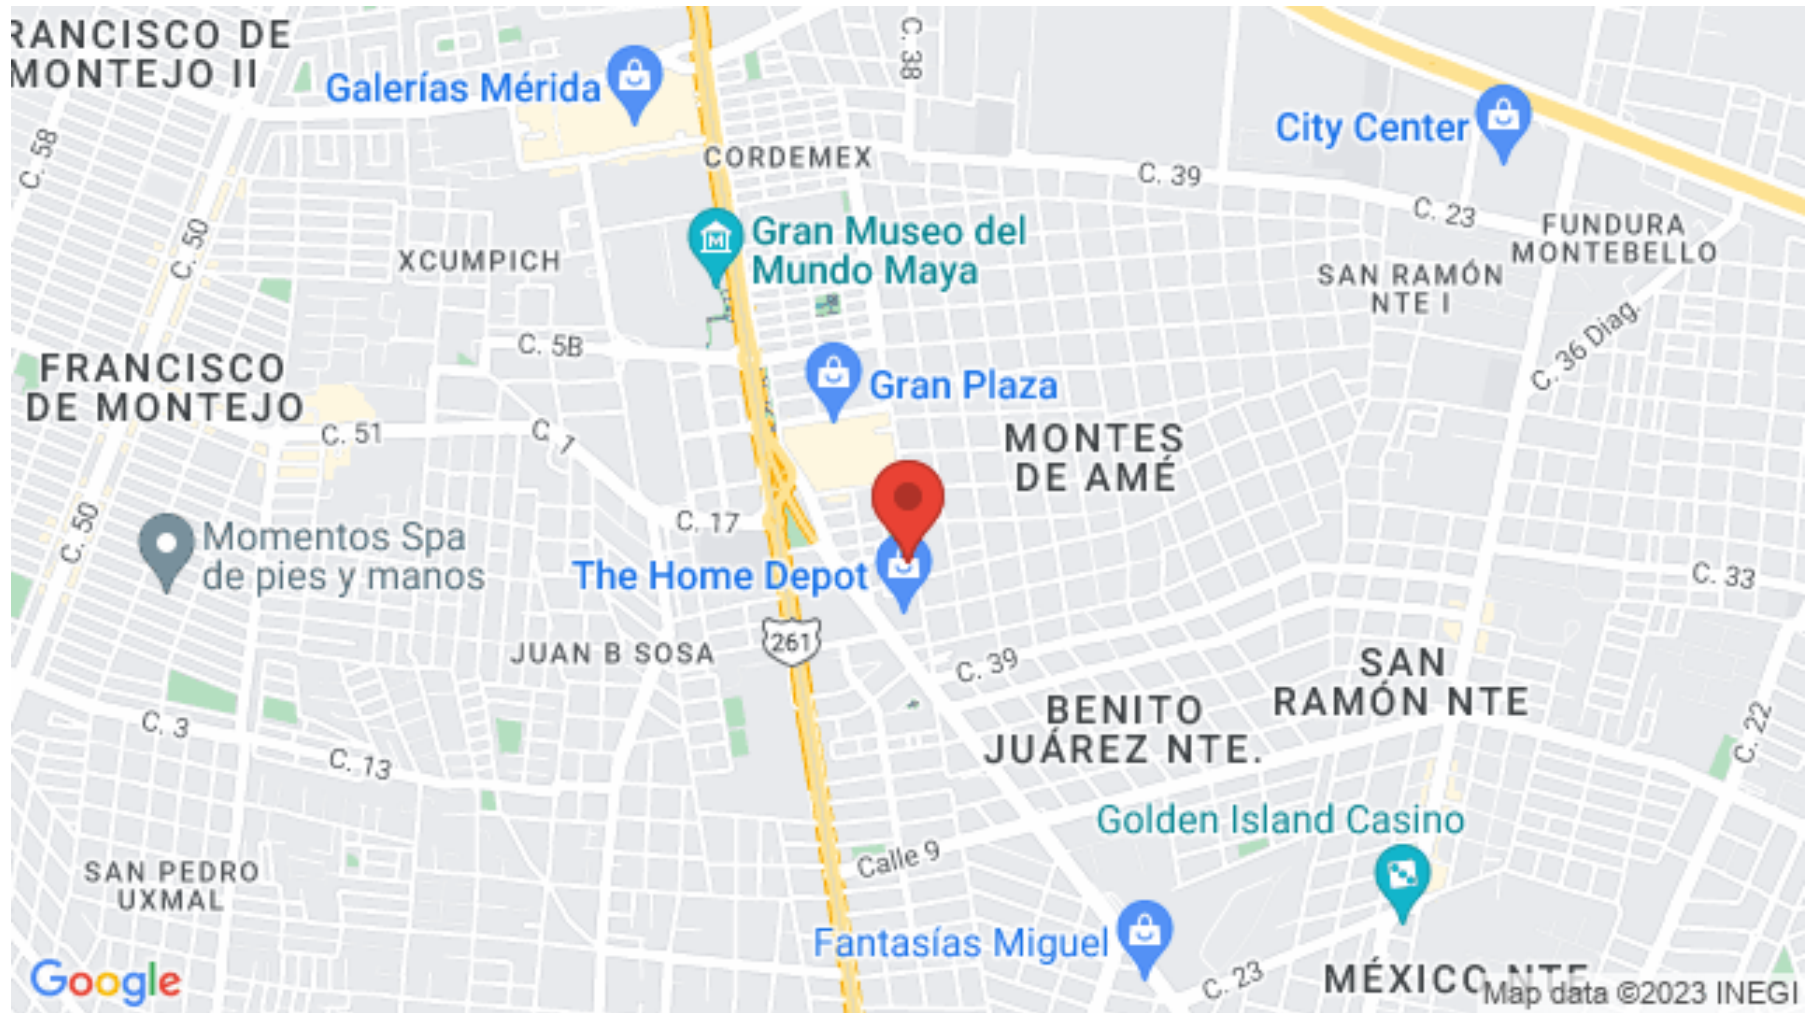 RANCISCO DE
MONTEJO II
Galerías Mérida
C. 38
City Center
C. 58
CORDEMEX
C. 39
C. 23
FUNDURA
MONTEBELLO
C. 50
XCUMPICH
Gran Museo del
Mundo Maya
SAN RAMÓN
NTE I
C. 5B
C. 36 Diag.
FRANCISCO
DE MONTEJO
Gran Plaza
C. 51
C. 1
MONTES
DE AMÉ
C. 50
C. 17
Momentos Spa
de pies y manos
The Home Depot
C. 33
261
JUAN B SOSA
C. 39
SAN
RAMÓN NTE
C. 3
C. 13
BENITO
JUÁREZ NTE.
C. 22
Golden Island Casino
Calle 9
SAN PEDRO
UXMAL
Fantasías Miguel
C. 23
MÉXICO NTE
Google
Map data ©2023 INEGI